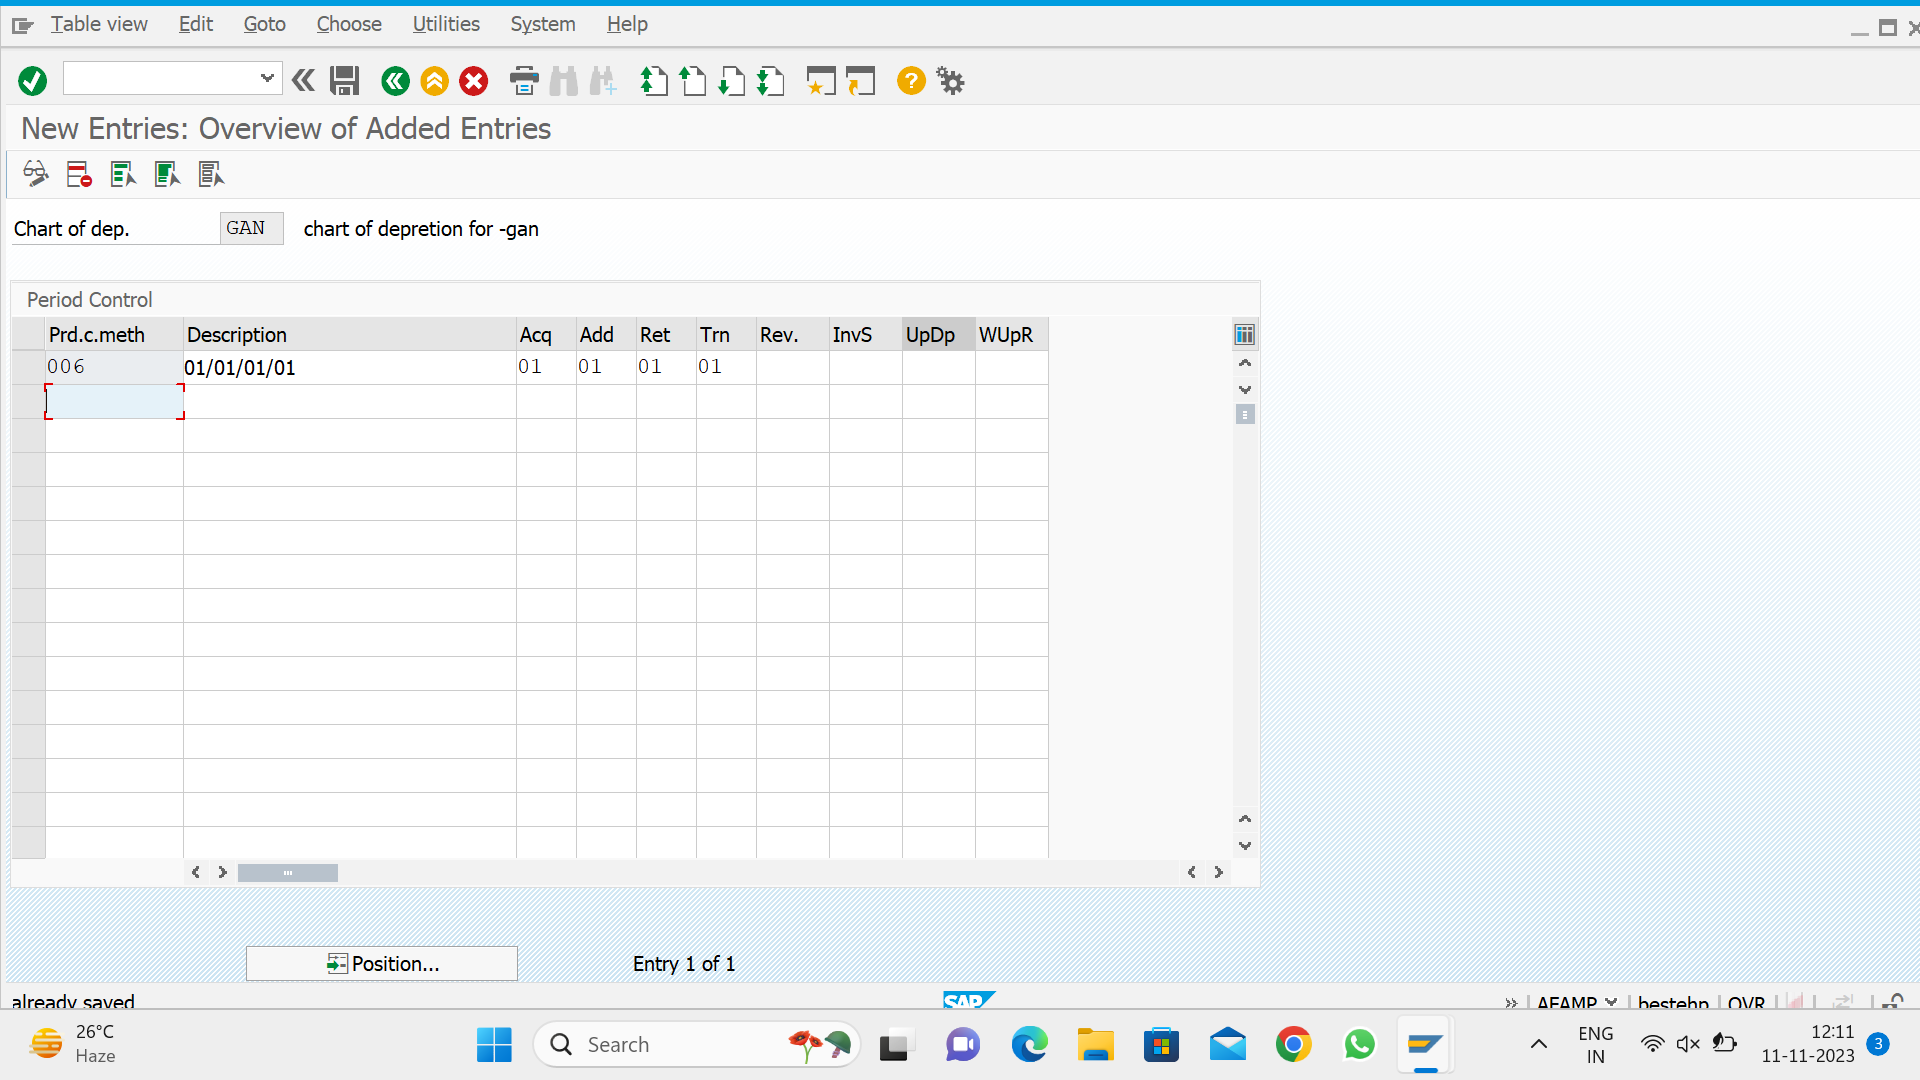 Table view Edit Goto Choose Utilities System Help
New Entries: Overview of Added Entries
Chart of dep. GAN chart of depretion for -gan
Period Control
Prd.c.meth Description Acq Add Ret Trn Rev. InvS UpDp WUpR
006 01/01/01/01 01 01 01 01
Position... Entry 1 of 1
already saved SAP AFAMP bestehp OVR
26°C
Haze
Search
ENG
IN
12:11
11-11-2023
3